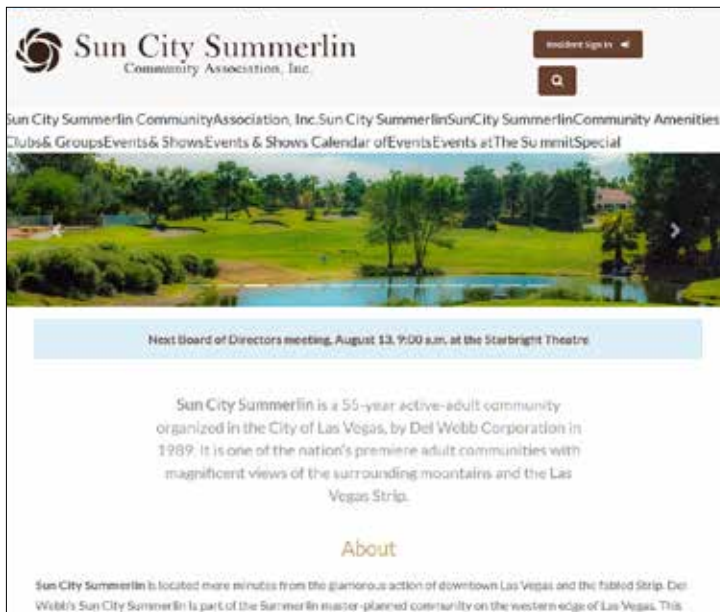 Sun City Summerlin
Community Association, Inc.
Resident Sign In
Sun City Summerlin CommunityAssociation, Inc.Sun City SummerlinSunCity SummerlinCommunity Amenities
Clubs& GroupsEvents& ShowsEvents & Shows Calendar ofEventsEvents atThe SummitSpecial
Next Board of Directors meeting, August 13, 9:00 a.m. at the Starbright Theatre
Sun City Summerlin is a 55-year active-adult community
organized in the City of Las Vegas, by Del Webb Corporation in
1989. It is one of the nation's premiere adult communities with
magnificent views of the surrounding mountains and the Las
Vegas Strip.
About
Sun City Summerlin is located mere minutes from the glamorous action of downtown Las Vegas and the fabled Strip. Del
Webb's Sun City Summerlin is part of the Summerlin master-planned community on the western edge of Las Vegas. This